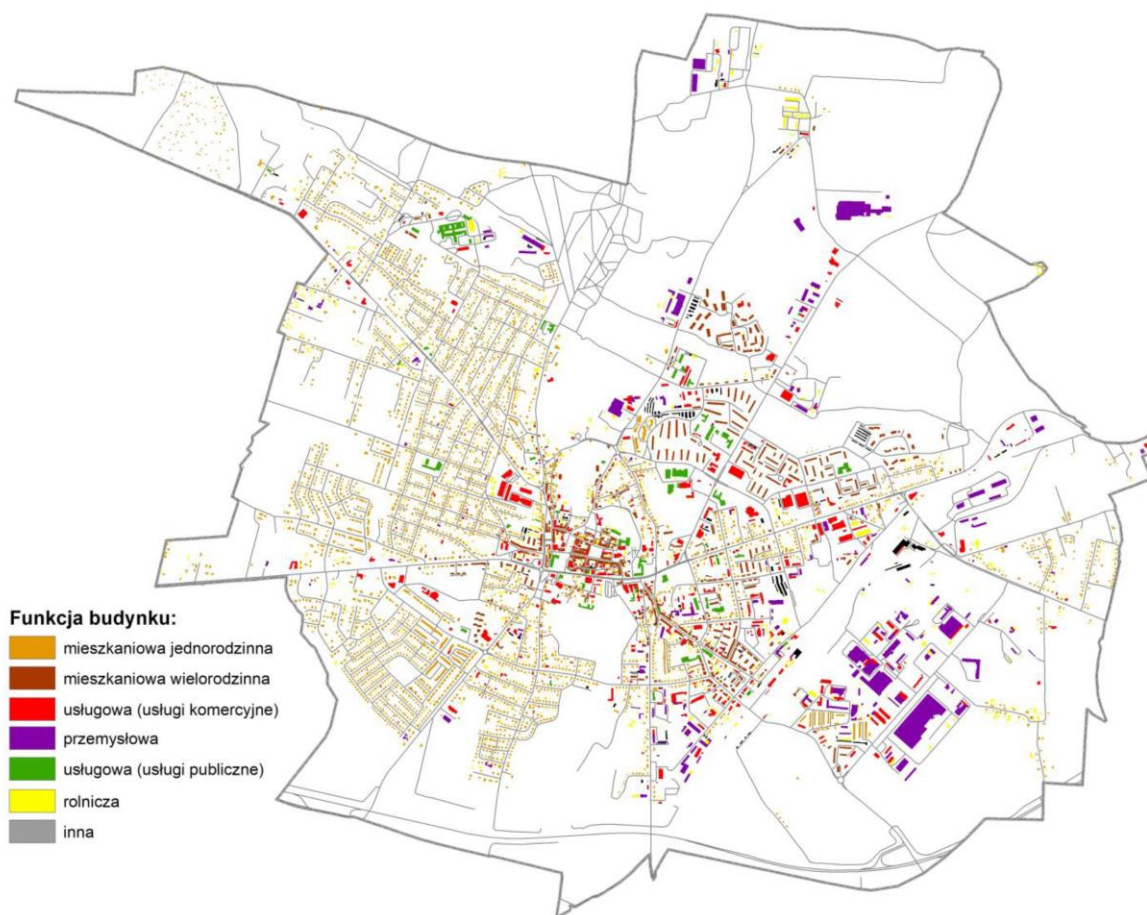 Funkcja budynku:
mieszkaniowa jednorodzinna
mieszkaniowa wielorodzinna
usługowa (usługi komercyjne)
przemysłowa
usługowa (usługi publiczne)
rolnicza
inna